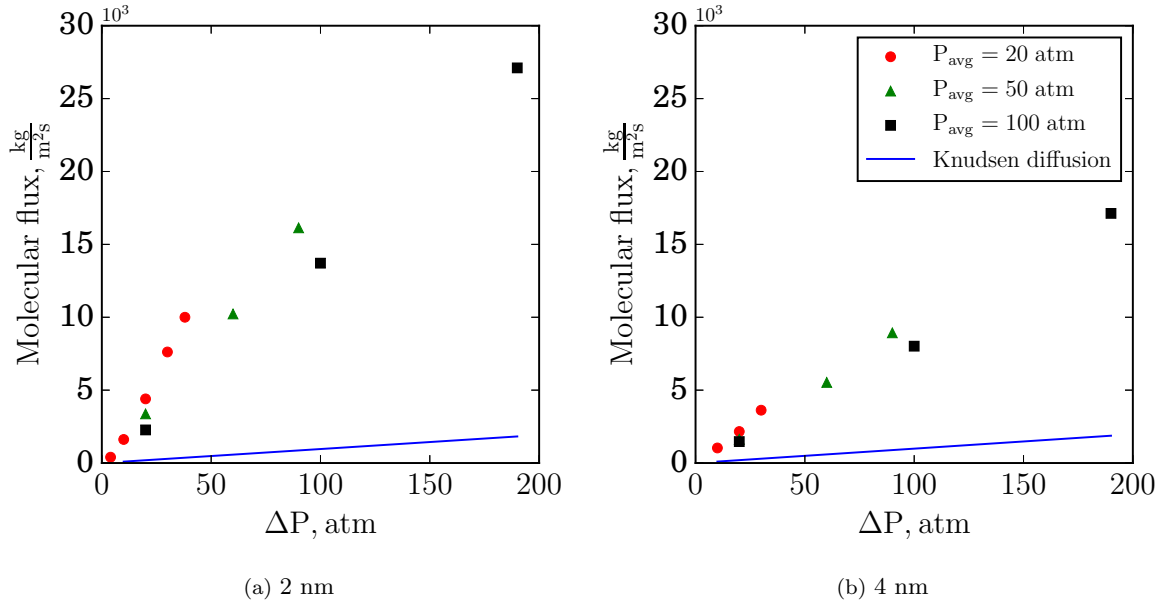 10³
30
25
20
15
10
5
0
0 50 100 150 200
Molecular flux, kg/m²s
ΔP, atm
(a) 2 nm
10³
30
25
20
15
10
5
0
0 50 100 150 200
Molecular flux, kg/m²s
ΔP, atm
P_avg = 20 atm
P_avg = 50 atm
P_avg = 100 atm
Knudsen diffusion
(b) 4 nm